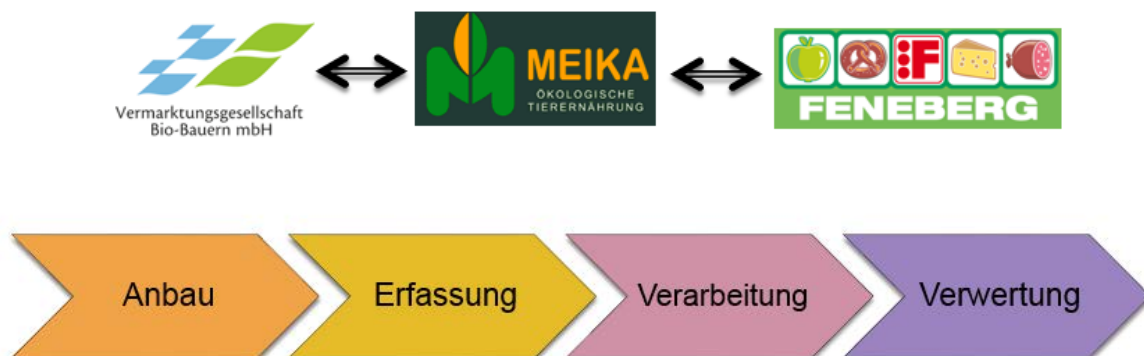 Vermarktungsgesellschaft
Bio-Bauern mbH
MEIKA
ÖKOLOGISCHE
TIERERNÄHRUNG
F
FENEBERG
Anbau
Erfassung
Verarbeitung
Verwertung